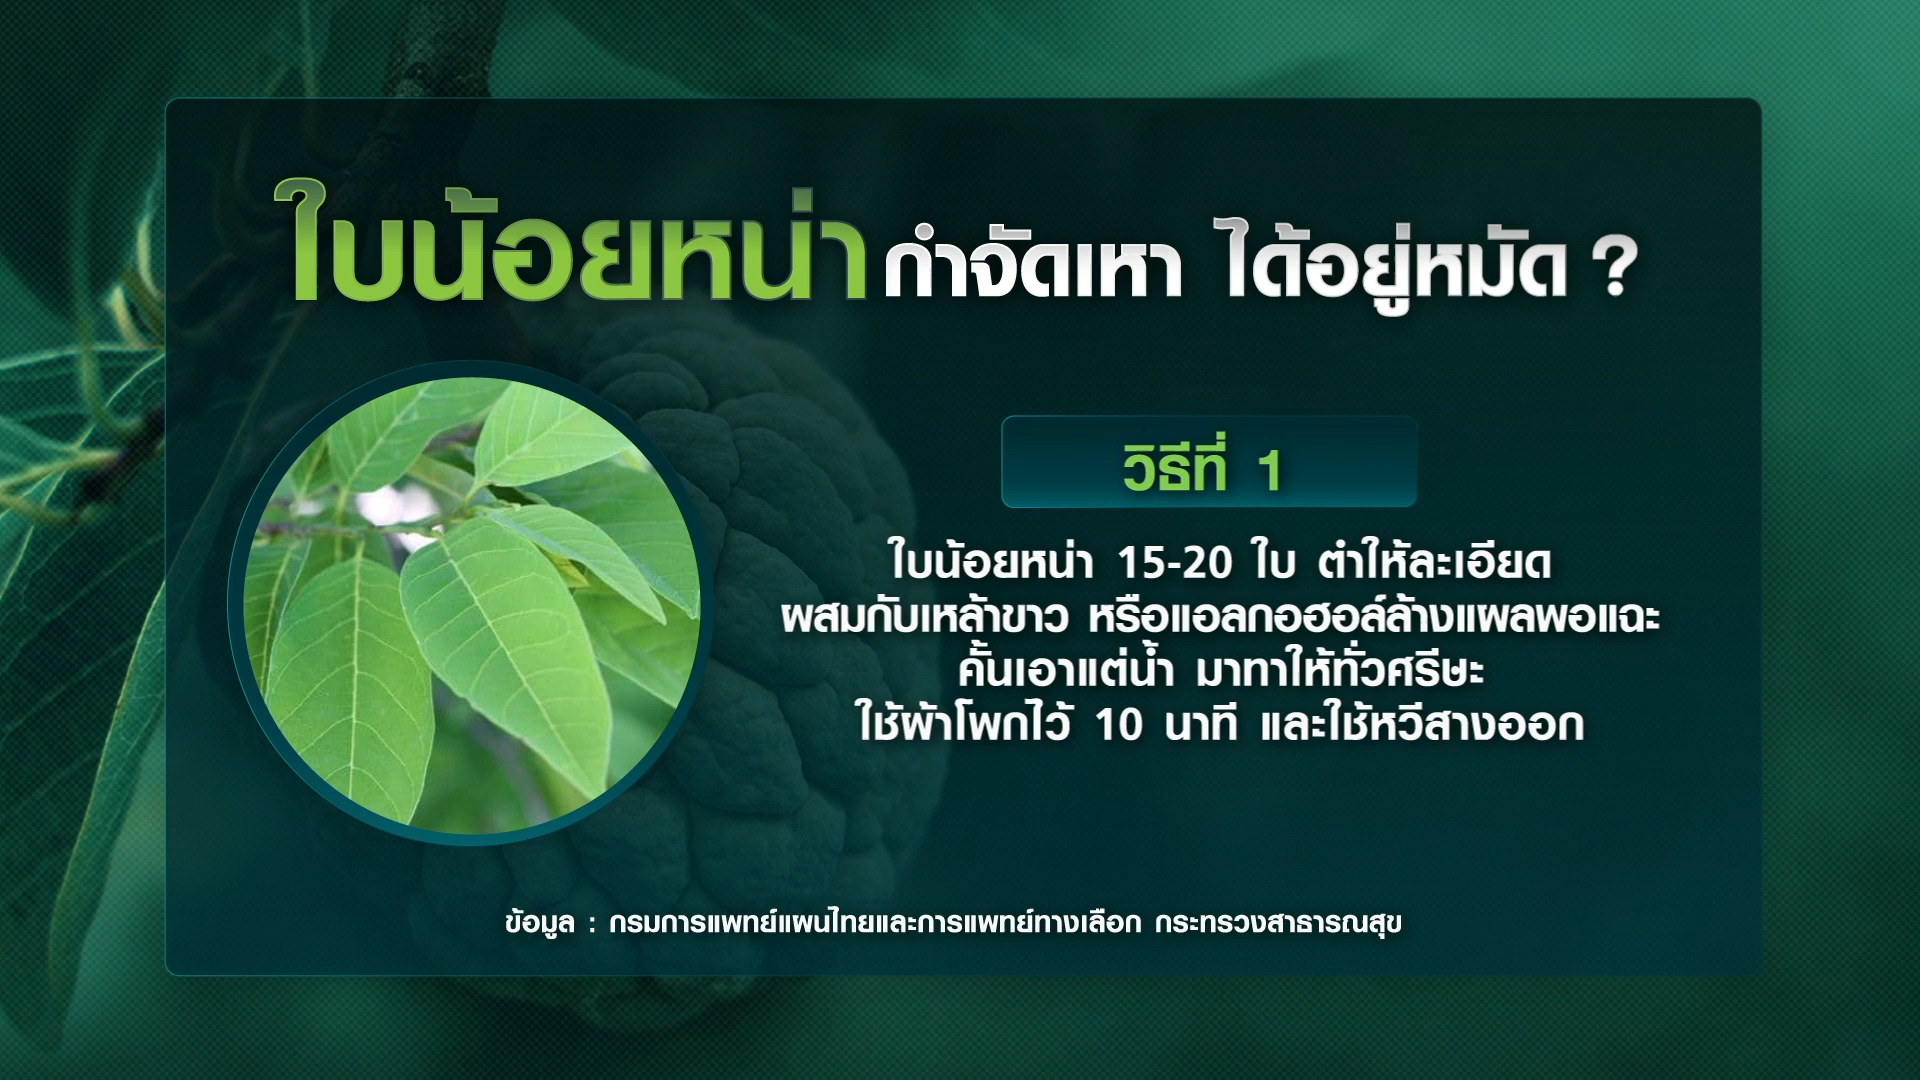 ใบน้อยหน่า กำจัดเหา ได้อยู่หมัด ?
วิธีที่ 1
ใบน้อยหน่า 15-20 ใบ ตำให้ละเอียด
ผสมกับเหล้าขาว หรือแอลกอฮอล์ล้างแผลพอแฉะ
คั้นเอาแต่น้ำ มาทาให้ทั่วศรีษะ
ใช้ผ้าโพกไว้ 10 นาที และใช้หวีสางออก
ข้อมูล : กรมการแพทย์แผนไทยและการแพทย์ทางเลือก กระทรวงสาธารณสุข